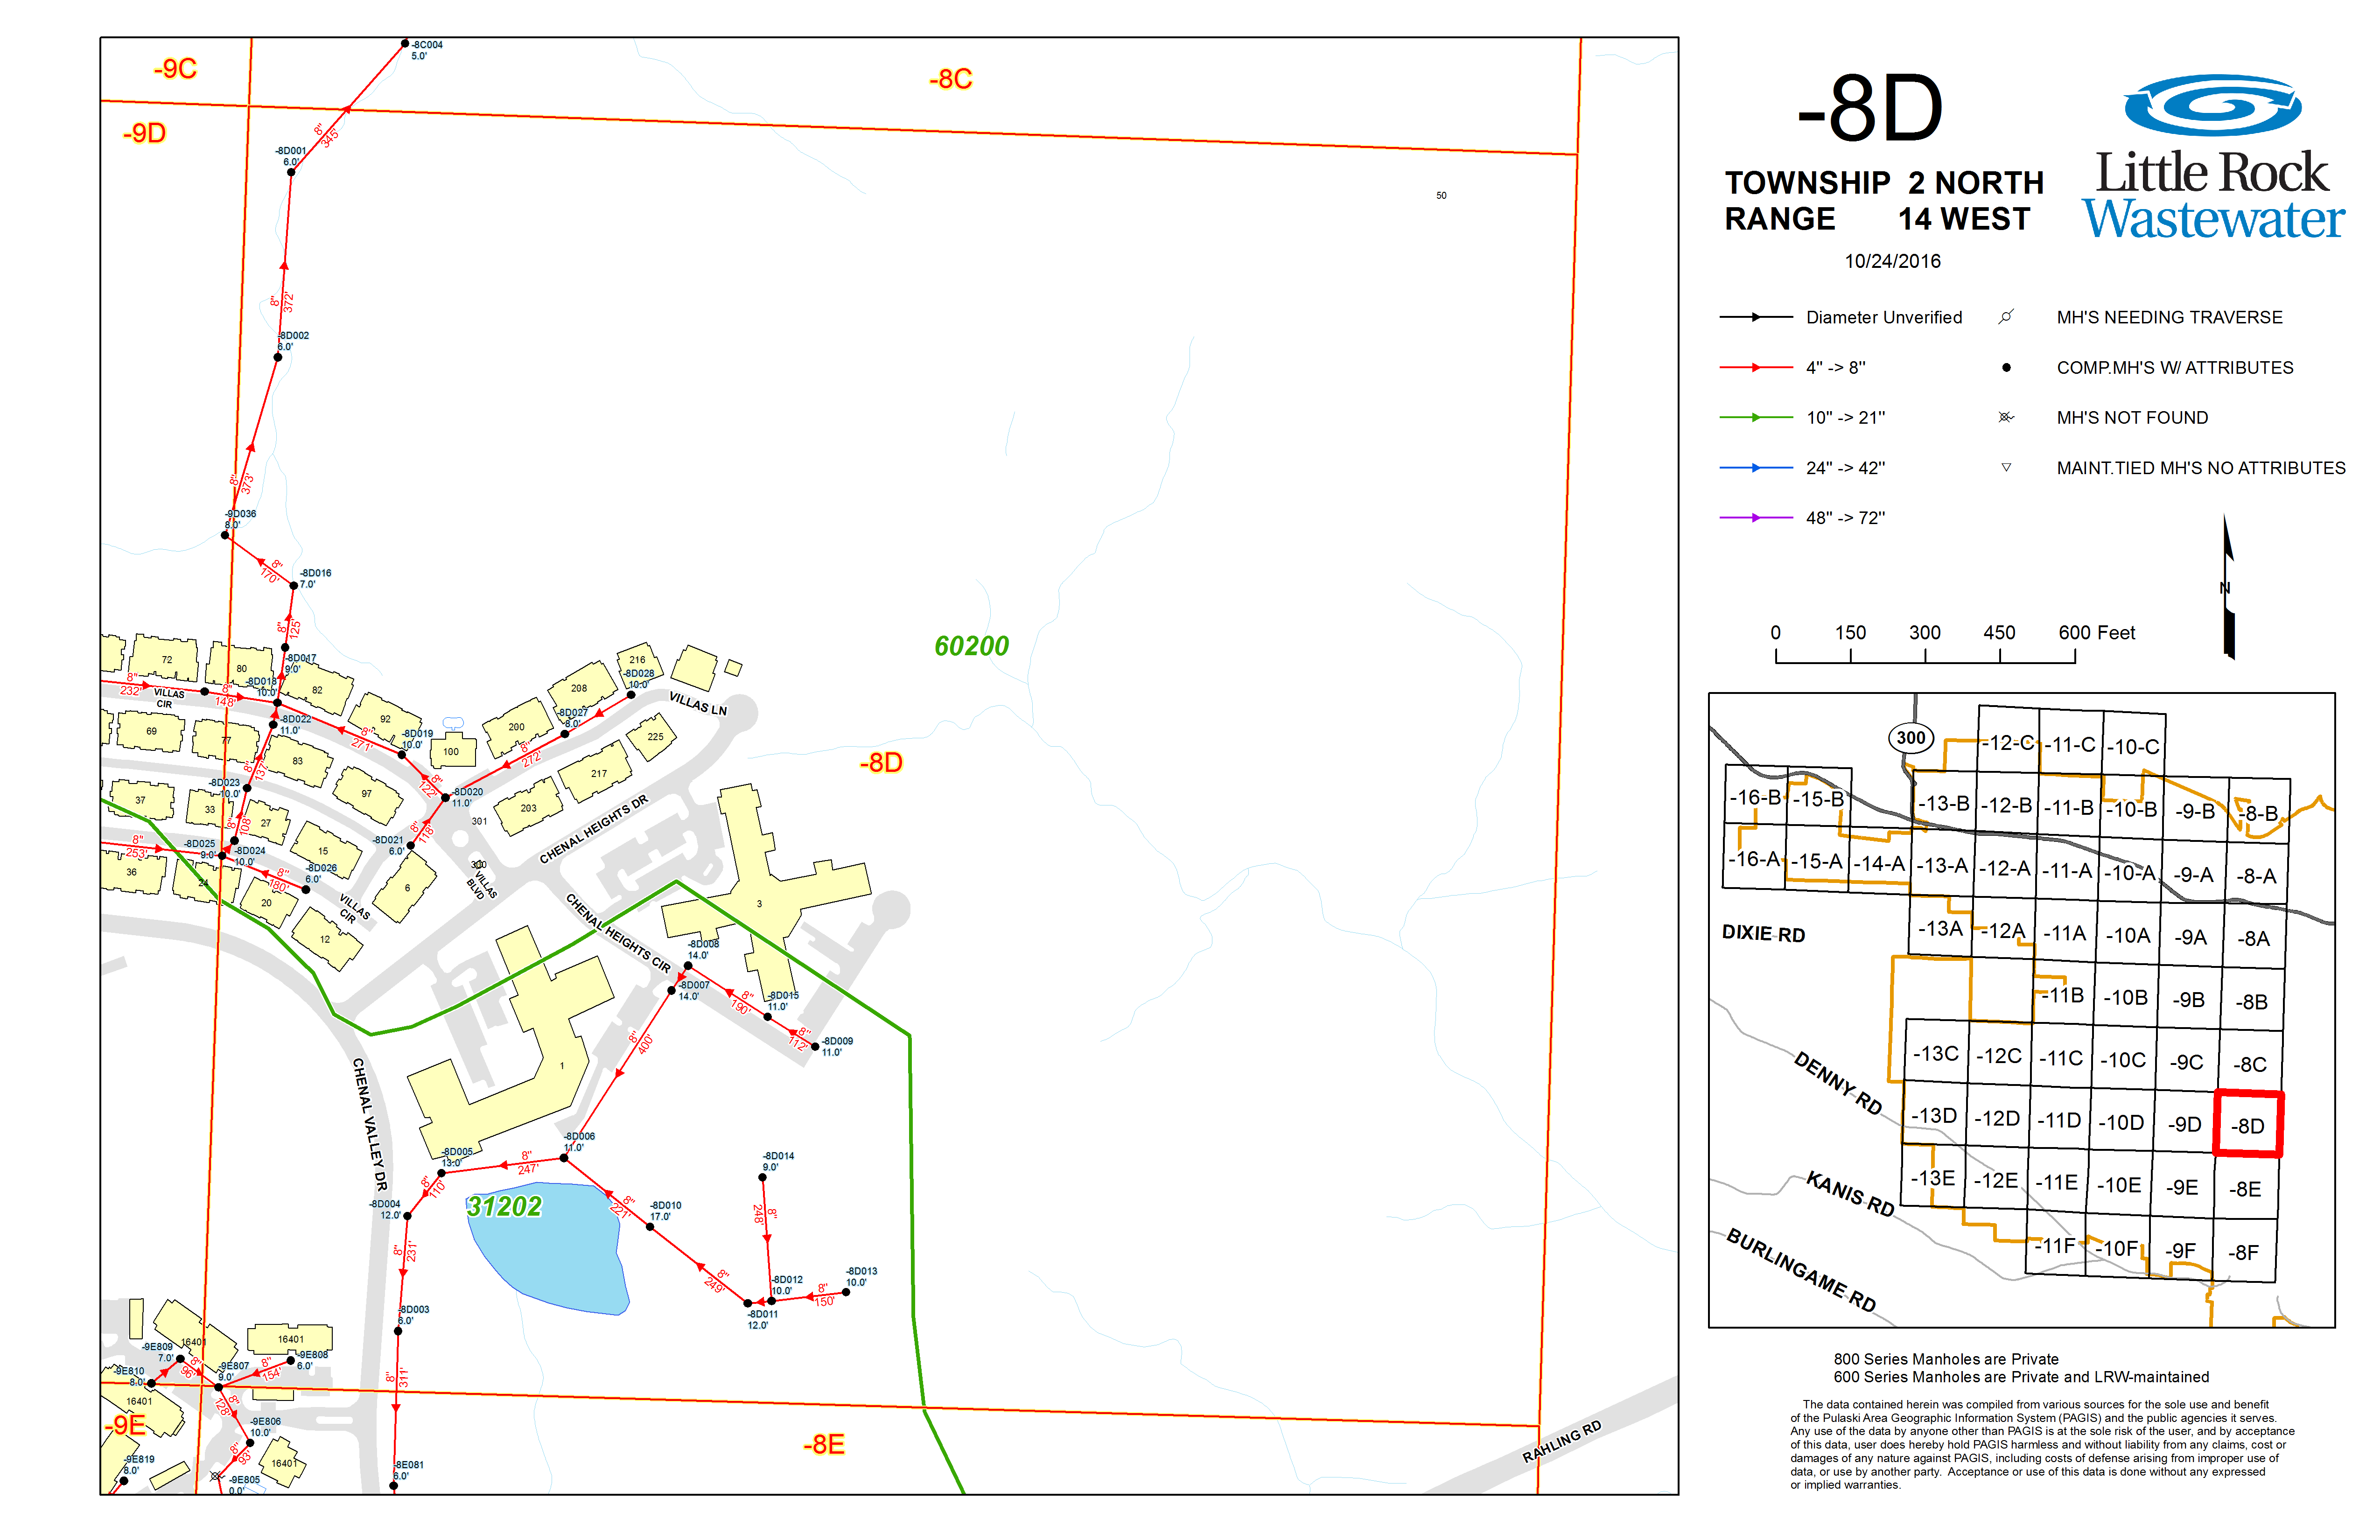 -9C
-8C
-9D
-8C004
5.0'
8"
345'
-8D001
6.0'
50
8"
372'
-8D002
6.0'
8"
373'
-9D036
8.0'
8"
170'
-8D016
7.0'
8"
125'
-8D017
9.0'
72
80
82
8"
232'
VILLAS
CIR
8"
148'
-8D018
10.0'
-8D022
11.0'
92
8"
271'
-8D019
10.0'
100
200
208
216
-8D028
10.0'
-8D027
8.0'
VILLAS LN
225
217
203
8"
272'
60200
-8D
69
77
83
97
8"
137'
-8D023
10.0'
8"
122'
-8D020
11.0'
301
37
33
27
15
8"
108'
8"
253'
-8D025
9.0'
-8D024
10.0'
-8D026
6.0'
8"
180'
-8D021
6.0'
8"
118'
300
VILLAS
BLVD
CHENAL HEIGHTS DR
36
24
20
12
6
VILLAS
CIR
CHENAL HEIGHTS CIR
3
-8D008
14.0'
-8D007
14.0'
8"
190'
-8D015
11.0'
8"
112'
-8D009
11.0'
8"
400'
1
CHENAL VALLEY DR
-8D006
11.0'
8"
247'
-8D005
13.0'
8"
110'
-8D004
12.0'
31202
8"
221'
-8D010
17.0'
-8D014
9.0'
8"
248'
8"
249'
-8D012
10.0'
-8D013
10.0'
8"
150'
-8D011
12.0'
8"
231'
-8D003
6.0'
8"
311'
16401
16401
-9E809
7.0'
8"
96'
-9E810
8.0'
-9E807
9.0'
8"
154'
-9E808
6.0'
16401
8"
128'
-9E806
10.0'
-9E
8"
93'
16401
-9E819
6.0'
-9E805
0.0'
-8E081
6.0'
-8E
RAHLING RD
-8D
TOWNSHIP 2 NORTH
RANGE 14 WEST
10/24/2016
Little Rock
Wastewater
Diameter Unverified
4" -> 8"
10" -> 21"
24" -> 42"
48" -> 72"
MH'S NEEDING TRAVERSE
COMP.MH'S W/ ATTRIBUTES
MH'S NOT FOUND
MAINT.TIED MH'S NO ATTRIBUTES
N
0 150 300 450 600 Feet
300
-12-C -11-C -10-C
-16-B -15-B -13-B -12-B -11-B -10-B -9-B -8-B
-16-A -15-A -14-A -13-A -12-A -11-A -10-A -9-A -8-A
DIXIE RD
-13A -12A -11A -10A -9A -8A
-11B -10B -9B -8B
-13C -12C -11C -10C -9C -8C
DENNY RD
-13D -12D -11D -10D -9D -8D
KANIS RD
-13E -12E -11E -10E -9E -8E
BURLINGAME RD
-11F -10F -9F -8F
800 Series Manholes are Private
600 Series Manholes are Private and LRW-maintained
The data contained herein was compiled from various sources for the sole use and benefit
of the Pulaski Area Geographic Information System (PAGIS) and the public agencies it serves.
Any use of the data by anyone other than PAGIS is at the sole risk of the user, and by acceptance
of this data, user does hereby hold PAGIS harmless and without liability from any claims, cost or
damages of any nature against PAGIS, including costs of defense arising from improper use of
data, or use by another party. Acceptance or use of this data is done without any expressed
or implied warranties.